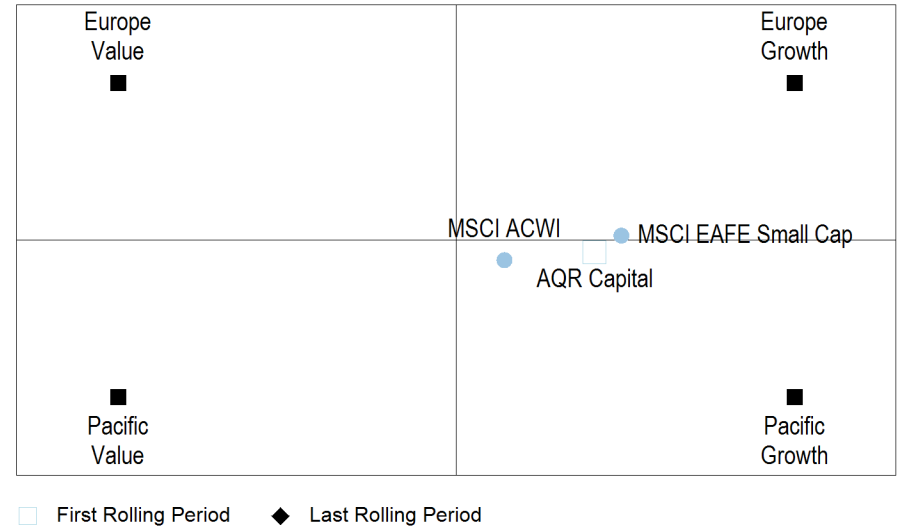 Europe
Value
Europe
Growth
MSCI ACWI
MSCI EAFE Small Cap
AQR Capital
Pacific
Value
Pacific
Growth
First Rolling Period
Last Rolling Period